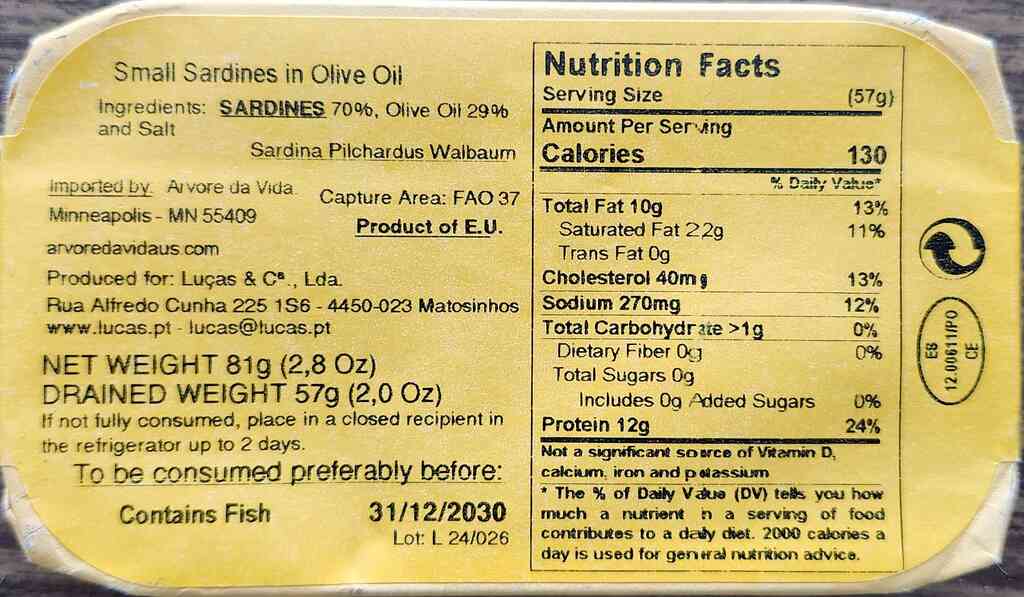 Small Sardines in Olive Oil
Ingredients: SARDINES 70%, Olive Oil 29%
and Salt
Sardina Pilchardus Walbaum
Imported by: Arvore da Vida
Minneapolis - MN 55409
arvoredavidaus.com
Capture Area: FAO 37
Product of E.U.
Produced for: Luças & Cª., Lda.
Rua Alfredo Cunha 225 1S6 - 4450-023 Matosinhos
www.lucas.pt - lucas@lucas.pt
NET WEIGHT 81g (2,8 Oz)
DRAINED WEIGHT 57g (2,0 Oz)
If not fully consumed, place in a closed recipient in
the refrigerator up to 2 days.
To be consumed preferably before:
Contains Fish
31/12/2030
Lot: L 24/026
Nutrition Facts
Serving Size (57g)
Amount Per Serving
Calories 130
% Daily Value*
Total Fat 10g 13%
Saturated Fat 2.2g 11%
Trans Fat 0g
Cholesterol 40mg 13%
Sodium 270mg 12%
Total Carbohydrate >1g 0%
Dietary Fiber 0g 0%
Total Sugars 0g
Includes 0g Added Sugars 0%
Protein 12g 24%
Not a significant source of Vitamin D,
calcium, iron and potassium
* The % of Daily Value (DV) tells you how
much a nutrient in a serving of food
contributes to a daily diet. 2000 calories a
day is used for general nutrition advice.
E8
12.00611/PO
CE